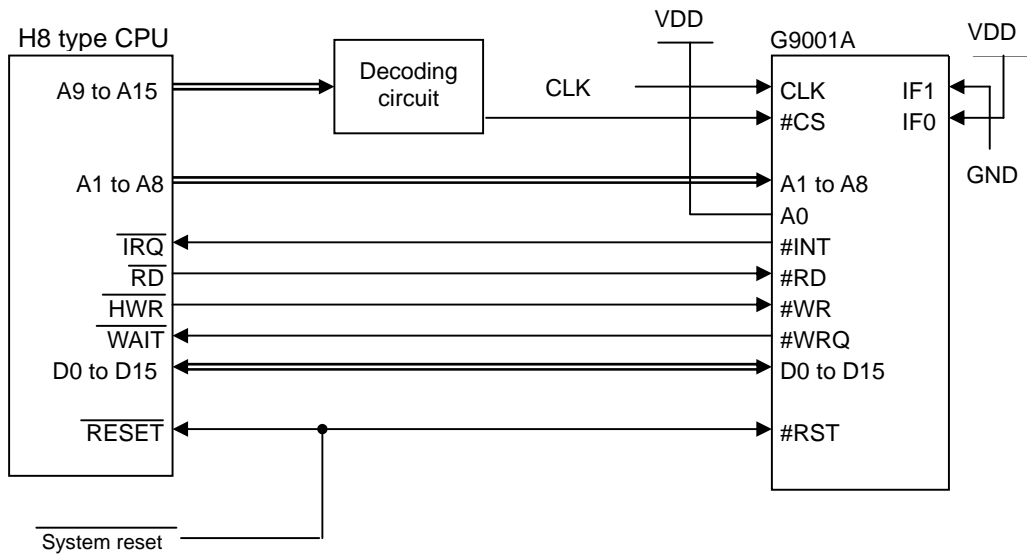 VDD
H8 type CPU
G9001A
VDD
A9 to A15
Decoding
circuit
CLK
CLK
IF1
#CS
IF0
A1 to A8
A1 to A8
GND
A0
IRQ
#INT
RD
#RD
HWR
#WR
WAIT
#WRQ
D0 to D15
D0 to D15
RESET
#RST
System reset